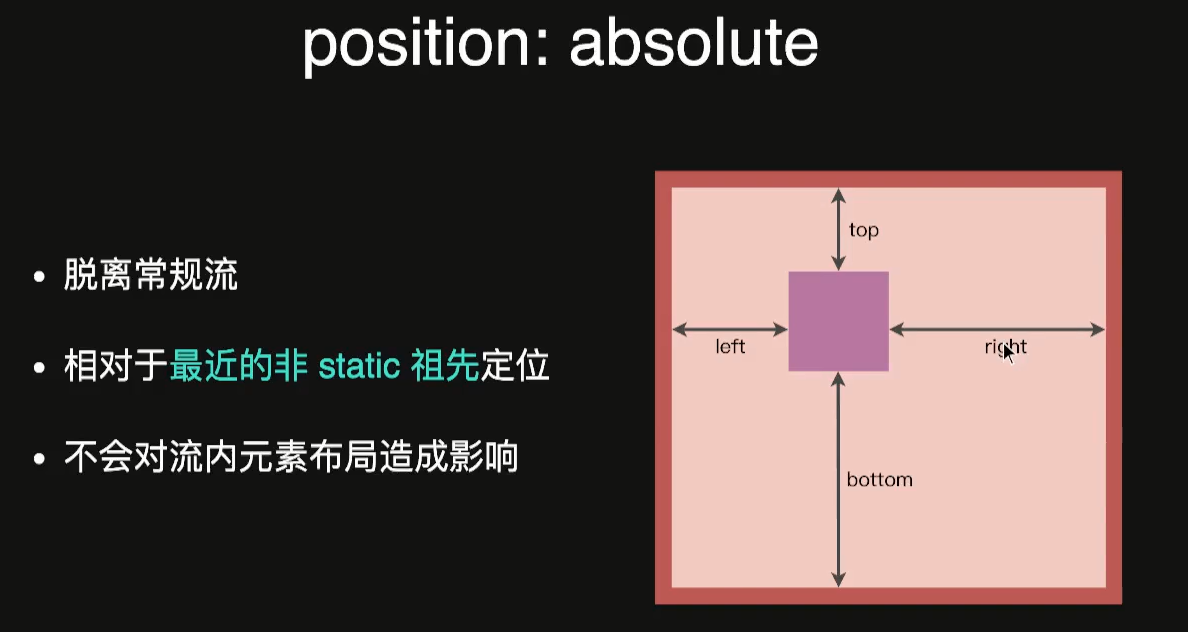 position: absolute
脱离常规流
相对于最近的非 static 祖先定位
不会对流内元素布局造成影响
top
left
right
bottom